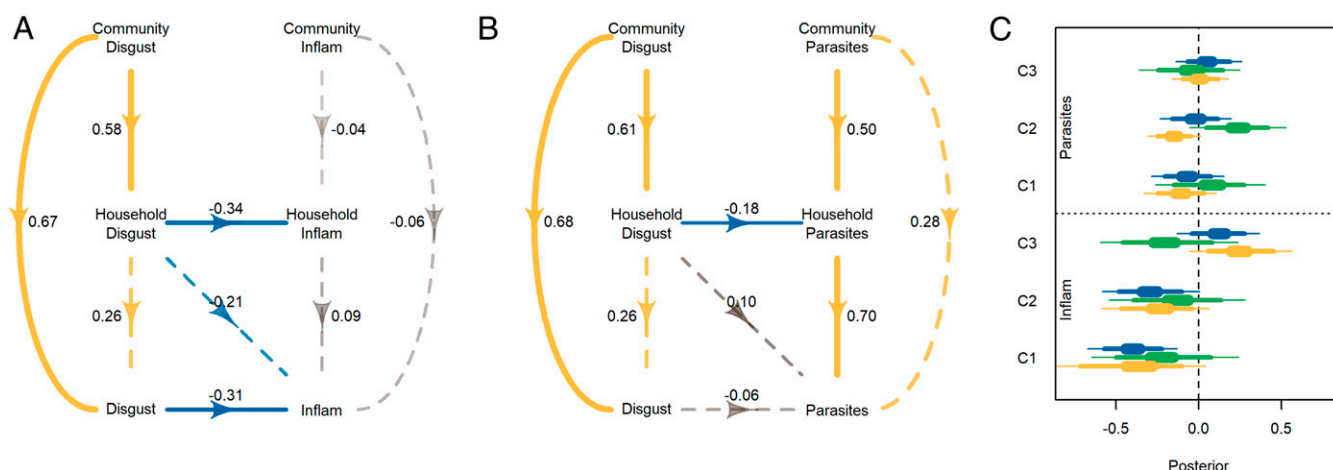 A
Community
Disgust
Community
Inflam
0.58
-0.04
0.67
Household
Disgust
-0.34
Household
Inflam
-0.06
0.26
-0.21
0.09
Disgust
-0.31
Inflam
B
Community
Disgust
Community
Parasites
0.61
0.50
0.68
Household
Disgust
-0.18
Household
Parasites
0.28
0.26
0.10
0.70
Disgust
-0.06
Parasites
C
Parasites
C3
C2
C1
Inflam
C3
C2
C1
-0.5
0.0
0.5
Posterior